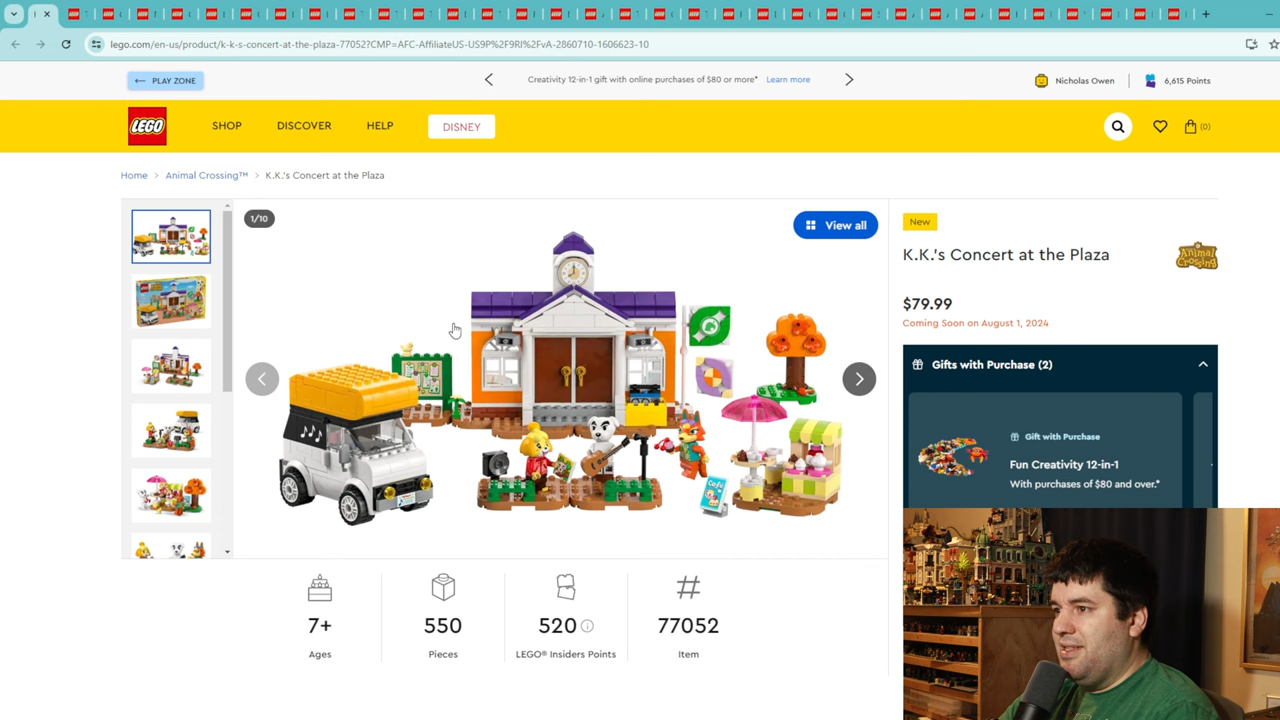 lego.com/en-us/product/k-k-s-concert-at-the-plaza-77052?CMP=AFC-AffiliateUS-US9P%2F9RI%2FvA-2860710-1606623-10
← PLAY ZONE
Creativity 12-in-1 gift with online purchases of $80 or more* Learn more
Nicholas Owen
6,615 Points
LEGO
SHOP
DISCOVER
HELP
DISNEY
(0)
Home > Animal Crossing™ > K.K.'s Concert at the Plaza
1/10
View all
New
K.K.'s Concert at the Plaza
ANIMAL CROSSING
$79.99
Coming Soon on August 1, 2024
Gifts with Purchase (2)
Gift with Purchase
Fun Creativity 12-in-1
With purchases of $80 and over.*
Café
7+
550
520
77052
Ages
Pieces
LEGO® Insiders Points
Item